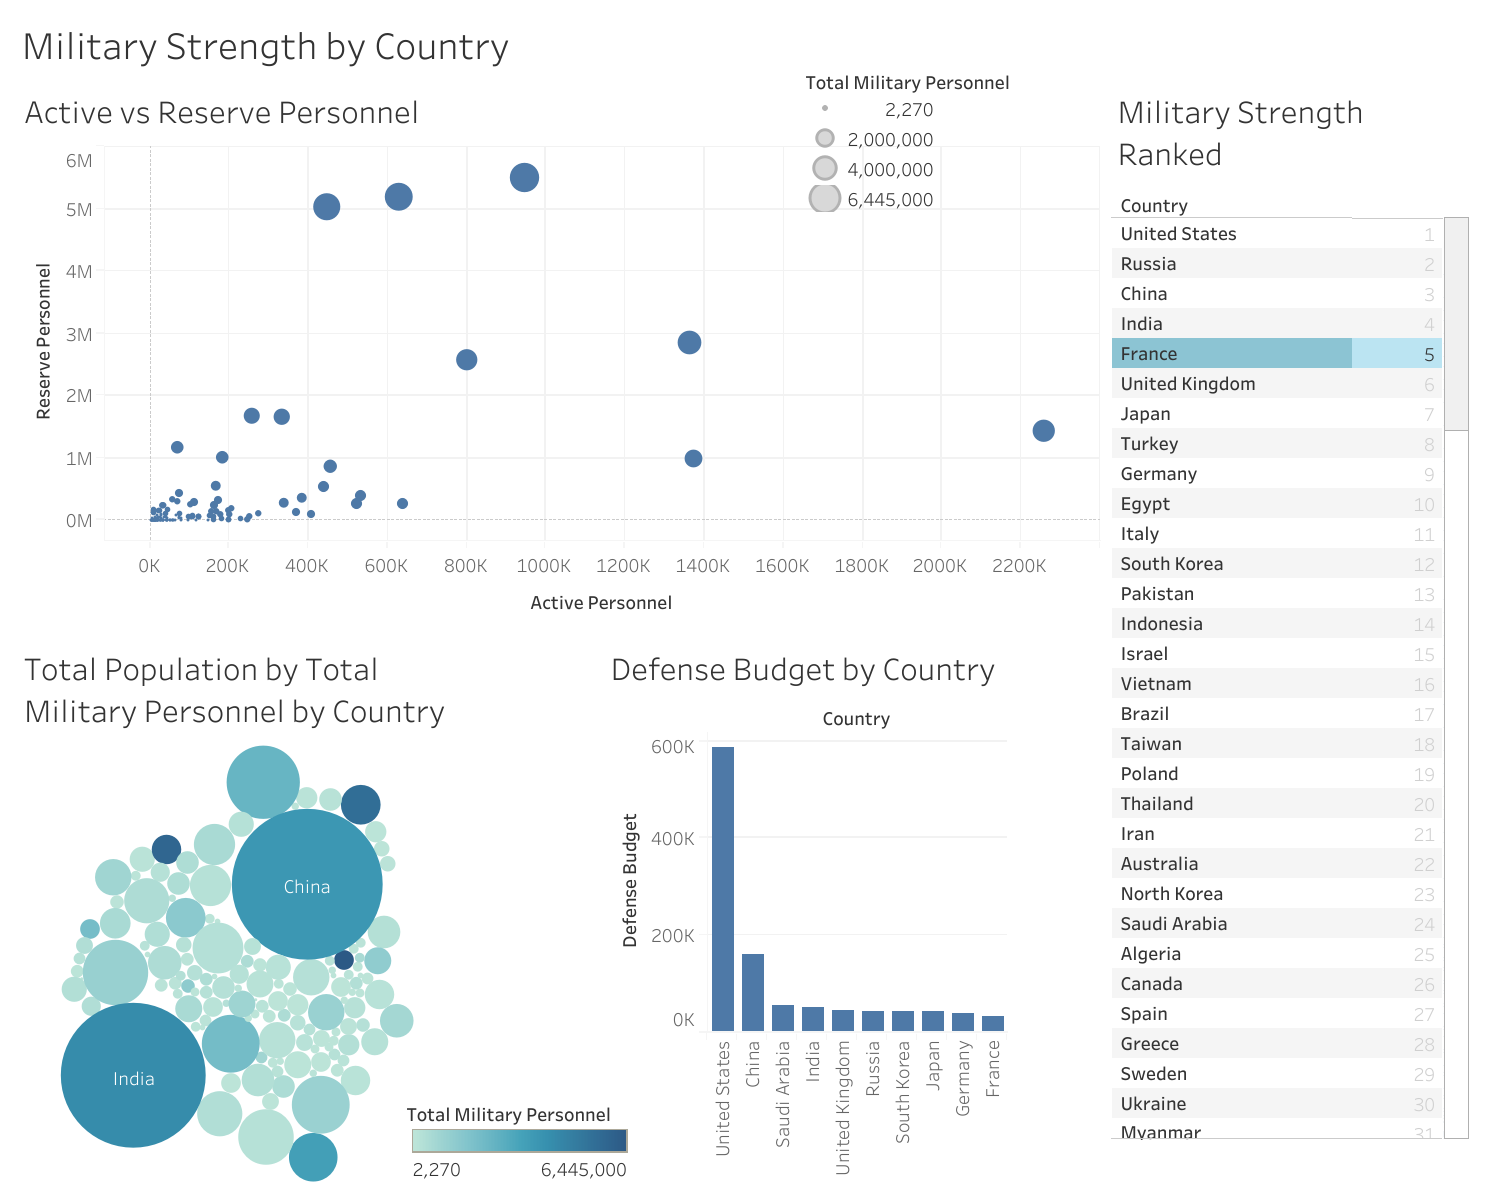 Military Strength by Country
Active vs Reserve Personnel
Total Military Personnel
2,270
2,000,000
4,000,000
6,445,000
6M
5M
4M
3M
2M
1M
0M
Reserve Personnel
0K 200K 400K 600K 800K 1000K 1200K 1400K 1600K 1800K 2000K 2200K
Active Personnel
Military Strength
Ranked
Country
United States 1
Russia 2
China 3
India 4
France 5
United Kingdom 6
Japan 7
Turkey 8
Germany 9
Egypt 10
Italy 11
South Korea 12
Pakistan 13
Indonesia 14
Israel 15
Vietnam 16
Brazil 17
Taiwan 18
Poland 19
Thailand 20
Iran 21
Australia 22
North Korea 23
Saudi Arabia 24
Algeria 25
Canada 26
Spain 27
Greece 28
Sweden 29
Ukraine 30
Myanmar 31
Total Population by Total
Military Personnel by Country
China
India
Total Military Personnel
2,270 6,445,000
Defense Budget by Country
Country
600K
400K
200K
0K
Defense Budget
United States
China
Saudi Arabia
India
United Kingdom
Russia
South Korea
Japan
Germany
France